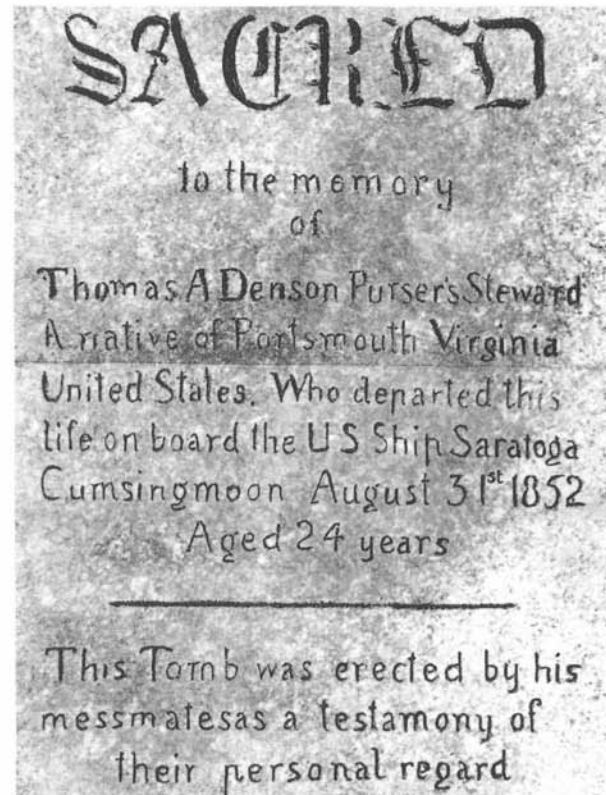 SACRED
to the memory
of
Thomas A Denson Purser's Steward
A native of Portsmouth Virginia
United States. Who departed this
life on board the U S Ship Saratoga
Cumsingmoon August 31st 1852
Aged 24 years
This Tomb was erected by his
messmatesas a testamony of
their personal regard